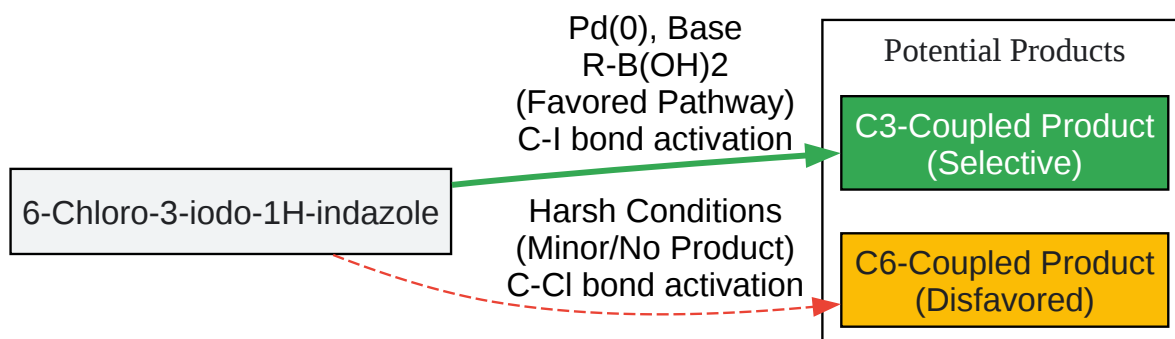 6-Chloro-3-iodo-1H-indazole
Pd(0), Base
R-B(OH)2
(Favored Pathway)
C-I bond activation
Harsh Conditions
(Minor/No Product)
C-Cl bond activation
Potential Products
C3-Coupled Product
(Selective)
C6-Coupled Product
(Disfavored)